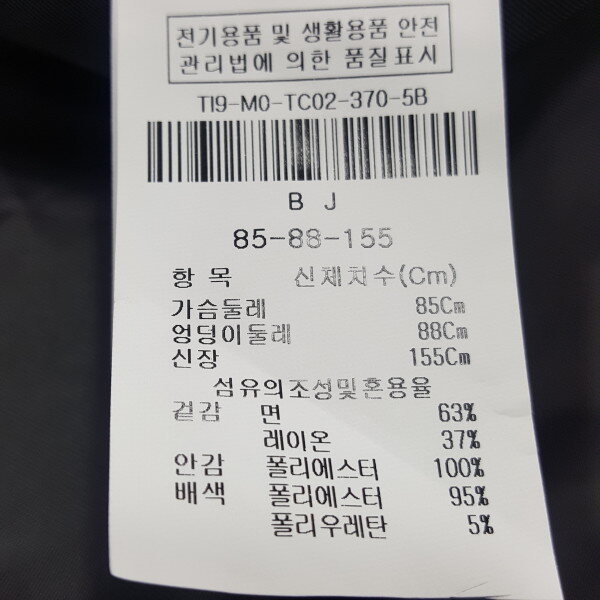 전기용품 및 생활용품 안전
관리법에 의한 품질표시
TI9-M0-TC02-370-5B
B J
85-88-155
항 목 신체치수(Cm)
가슴둘레 85Cm
엉덩이둘레 88Cm
신장 155Cm
섬유의조성및혼용율
겉감 면 63%
레이온 37%
안감 폴리에스터 100%
배색 폴리에스터 95%
폴리우레탄 5%